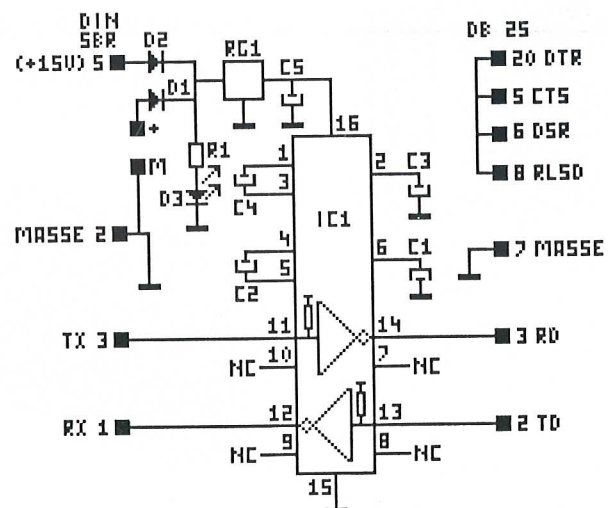 DIN
5BR
DB 25
D2
RG1
C5
(+15V) 5
20 DTR
D1
5 CTS
+
16
6 DSR
R1
1
2
C3
M
3
8 RLSD
D3
C4
IC1
MASSE 2
4
6
C1
7 MASSE
5
C2
11
14
TX 3
3 RD
NC
10
7
NC
12
13
RX 1
2 TD
NC
9
8
NC
15